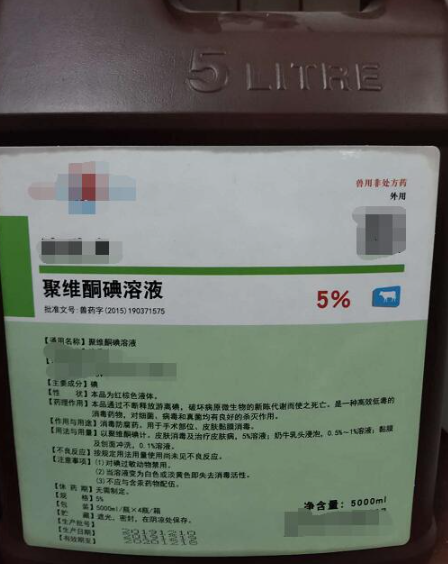 5 LITRE
兽用非处方药
外用
聚维酮碘溶液
批准文号:兽药字(2015)190371575
5%
【通用名称】聚维酮碘溶液
【主要成分】碘
【性 状】本品为红棕色液体。
【药理作用】本品通过不断释放游离碘,破坏病原微生物的新陈代谢而使之死亡、是一种高效低毒的
消毒药物,对细菌、病毒和真菌均有良好的杀灭作用。
【作用与用途】消毒防腐药。用于手术部位、皮肤黏膜消毒。
【用法与用量】以聚维酮碘计、皮肤消毒及治疗皮肤病,5%溶液;奶牛乳头浸泡,0.5%~1%溶液;黏膜
及创面冲洗,0.1%溶液。
【不良反应】按规定用法用量使用尚未见不良反应。
【注意事项】(1)对碘过敏动物禁用。
(2)当溶液变为白色或淡黄色即失去消毒活性。
(3)不应与含汞药物配伍。
【休 药 期】无需制定。
【规 格】5%
【包 装】5000ml/瓶×4瓶/箱
【贮 藏】遮光,密封,在阴凉处保存。
【生产批号】
【生产日期】20191210
【有效期至】
净含量:5000ml